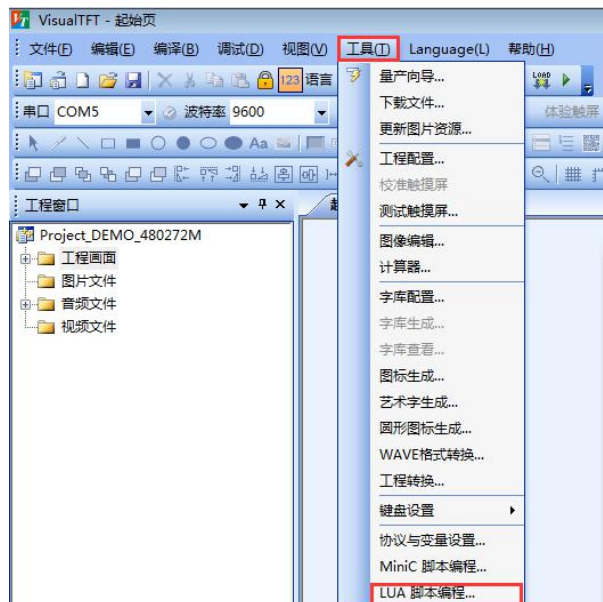 VisualTFT - 起始页
文件(F) 编辑(E) 编译(B) 调试(D) 视图(V) 工具(T) Language(L) 帮助(H)
123 语言
LOAD
串口 COM5 波特率 9600
体验触屏
Aa
工程窗口
Project_DEMO_480272M
工程画面
图片文件
音频文件
视频文件
量产向导...
下载文件...
更新图片资源...
工程配置...
校准触摸屏
测试触摸屏...
图像编辑...
计算器...
字库配置...
字库生成...
字库查看...
图标生成...
艺术字生成...
圆形图标生成...
WAVE格式转换...
工程转换...
键盘设置
协议与变量设置...
MiniC 脚本编程...
LUA 脚本编程...